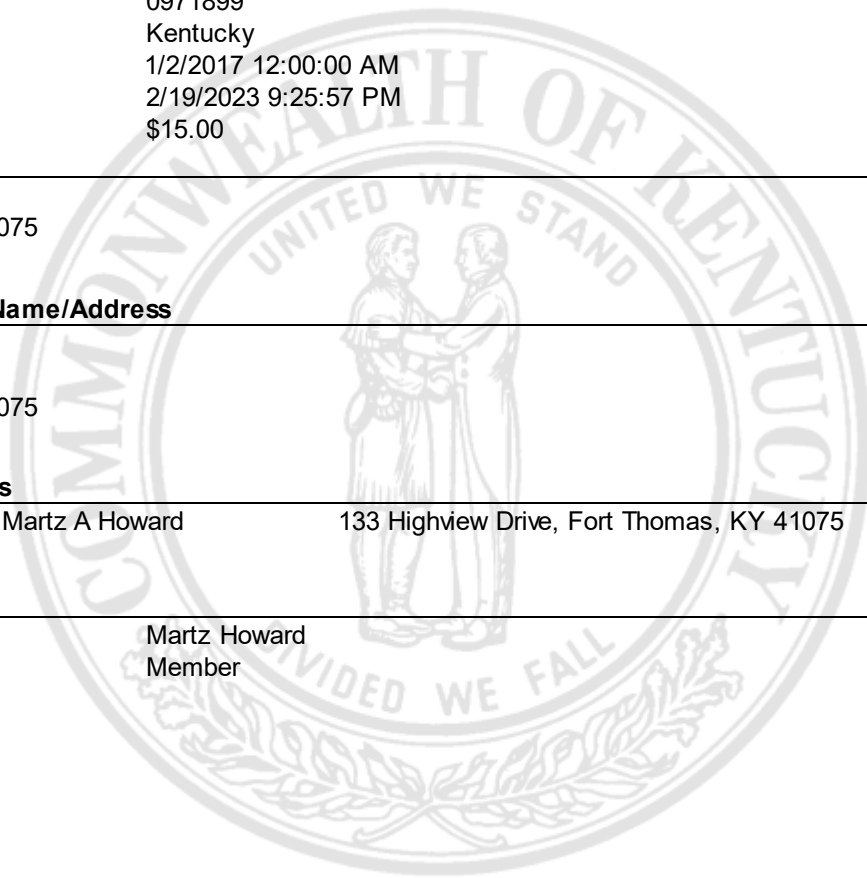 0971899
Kentucky
1/2/2017 12:00:00 AM
2/19/2023 9:25:57 PM
$15.00
COMMONWEALTH OF KENTUCKY
UNITED WE STAND
DIVIDED WE FALL
075
Name/Address
075
s
Martz A Howard 133 Highview Drive, Fort Thomas, KY 41075
Martz Howard
Member